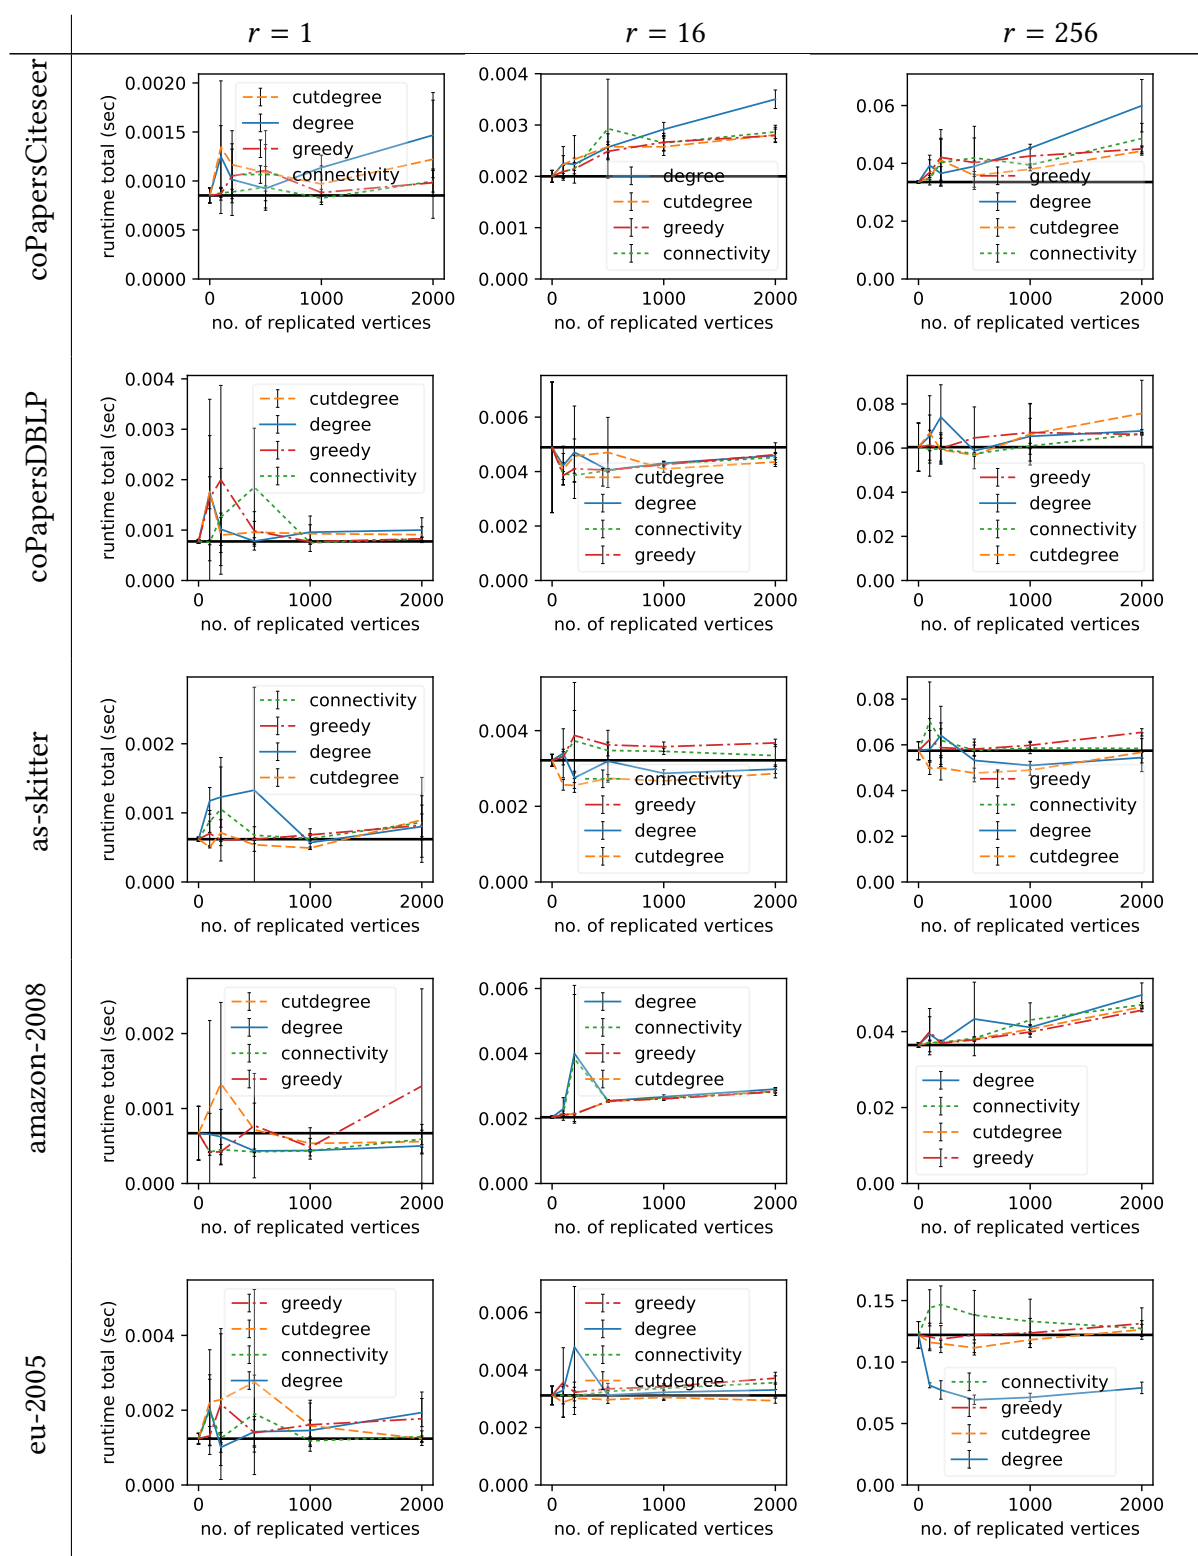 r = 1 r = 16 r = 256
coPapersCiteseer
runtime total (sec)
0.0020
0.0015
0.0010
0.0005
0.0000
cutdegree
degree
greedy
connectivity
0 1000 2000
no. of replicated vertices
0.004
0.003
0.002
0.001
0.000
degree
cutdegree
greedy
connectivity
0 1000 2000
no. of replicated vertices
0.06
0.04
0.02
0.00
greedy
degree
cutdegree
connectivity
0 1000 2000
no. of replicated vertices
coPapersDBLP
runtime total (sec)
0.004
0.003
0.002
0.001
0.000
cutdegree
degree
greedy
connectivity
0 1000 2000
no. of replicated vertices
0.006
0.004
0.002
0.000
cutdegree
degree
connectivity
greedy
0 1000 2000
no. of replicated vertices
0.08
0.06
0.04
0.02
0.00
greedy
degree
connectivity
cutdegree
0 1000 2000
no. of replicated vertices
as-skitter
runtime total (sec)
0.002
0.001
0.000
connectivity
greedy
degree
cutdegree
0 1000 2000
no. of replicated vertices
0.004
0.002
0.000
connectivity
greedy
degree
cutdegree
0 1000 2000
no. of replicated vertices
0.08
0.06
0.04
0.02
0.00
greedy
connectivity
degree
cutdegree
0 1000 2000
no. of replicated vertices
amazon-2008
runtime total (sec)
0.002
0.001
0.000
cutdegree
degree
connectivity
greedy
0 1000 2000
no. of replicated vertices
0.006
0.004
0.002
0.000
degree
connectivity
greedy
cutdegree
0 1000 2000
no. of replicated vertices
0.04
0.02
0.00
degree
connectivity
cutdegree
greedy
0 1000 2000
no. of replicated vertices
eu-2005
runtime total (sec)
0.004
0.002
0.000
greedy
cutdegree
connectivity
degree
0 1000 2000
no. of replicated vertices
0.006
0.004
0.002
0.000
greedy
degree
connectivity
cutdegree
0 1000 2000
no. of replicated vertices
0.15
0.10
0.05
0.00
connectivity
greedy
cutdegree
degree
0 1000 2000
no. of replicated vertices